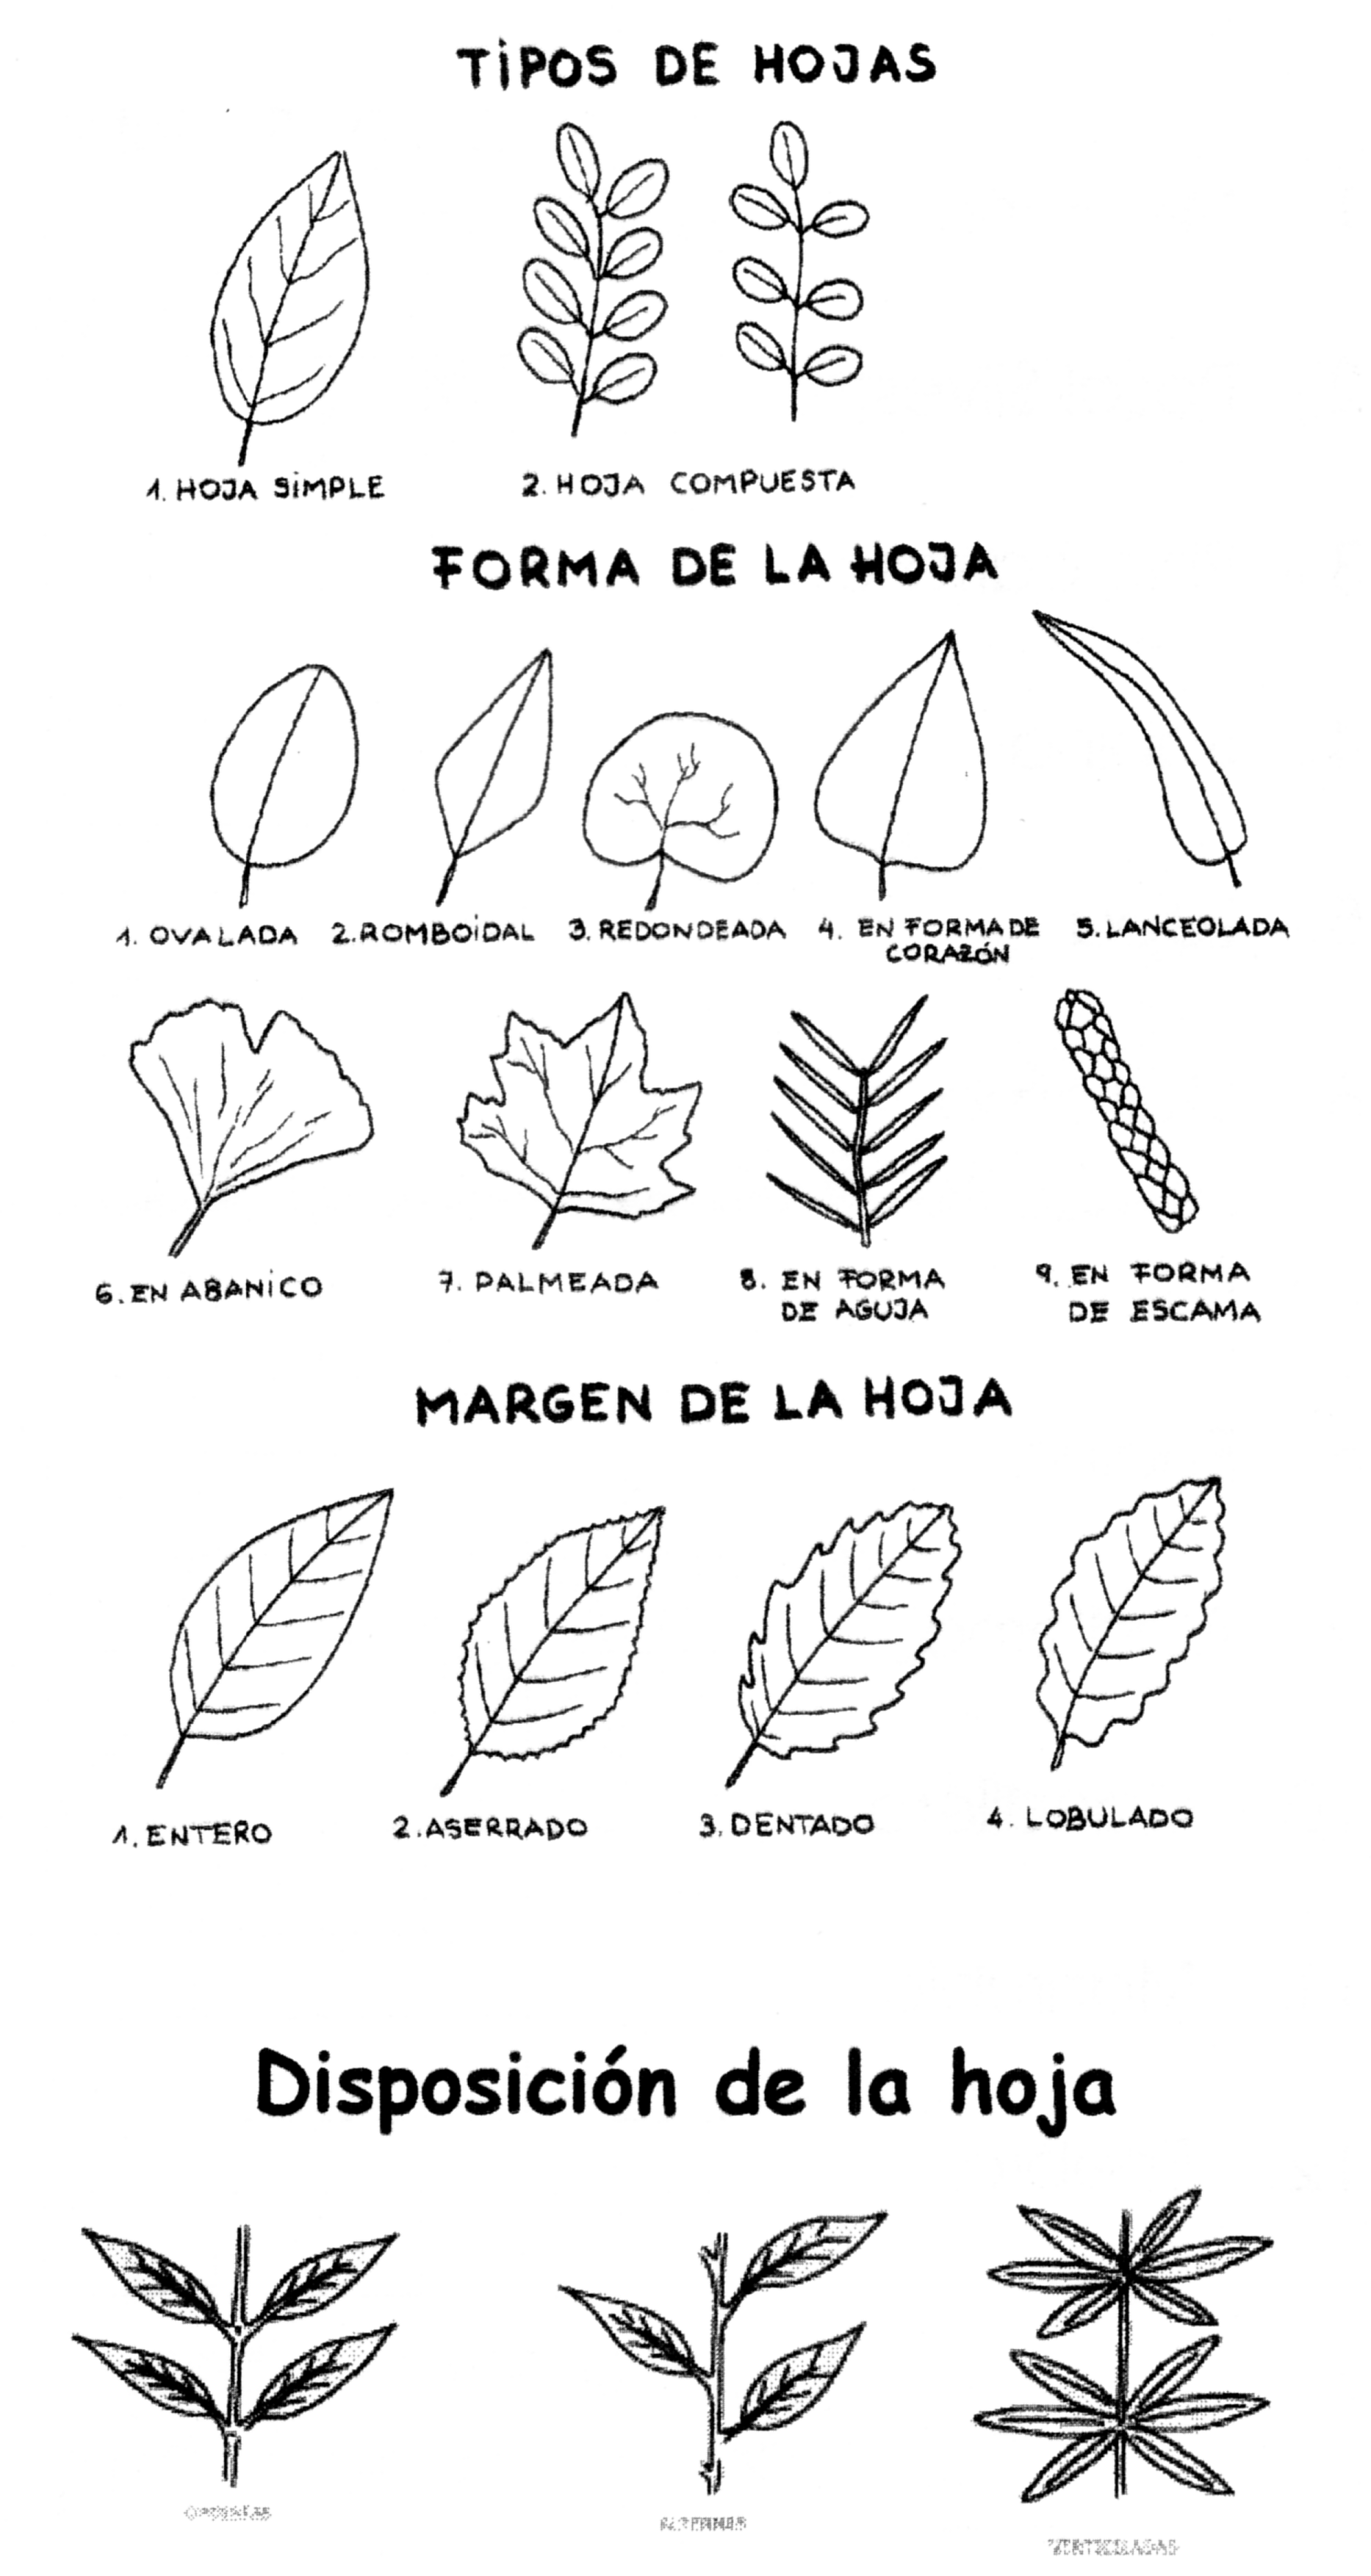 TiPOS DE HOJAS
1. HOJA SiMPLE
2. HOJA COMPUESTA
FORMA DE LA HOJA
1. OVALADA
2. ROMBOiDAL
3. REDONDEADA
4. EN FORMA DE
CORAZÓN
5. LANCEOLADA
6. EN ABANiCO
7. PALMEADA
8. EN FORMA
DE AGUJA
9. EN FORMA
DE ESCAMA
MARGEN DE LA HOJA
1. ENTERO
2. ASERRADO
3. DENTADO
4. LOBULADO
Disposición de la hoja
OPUESTAS
ALTERNAS
VERTICILADAS